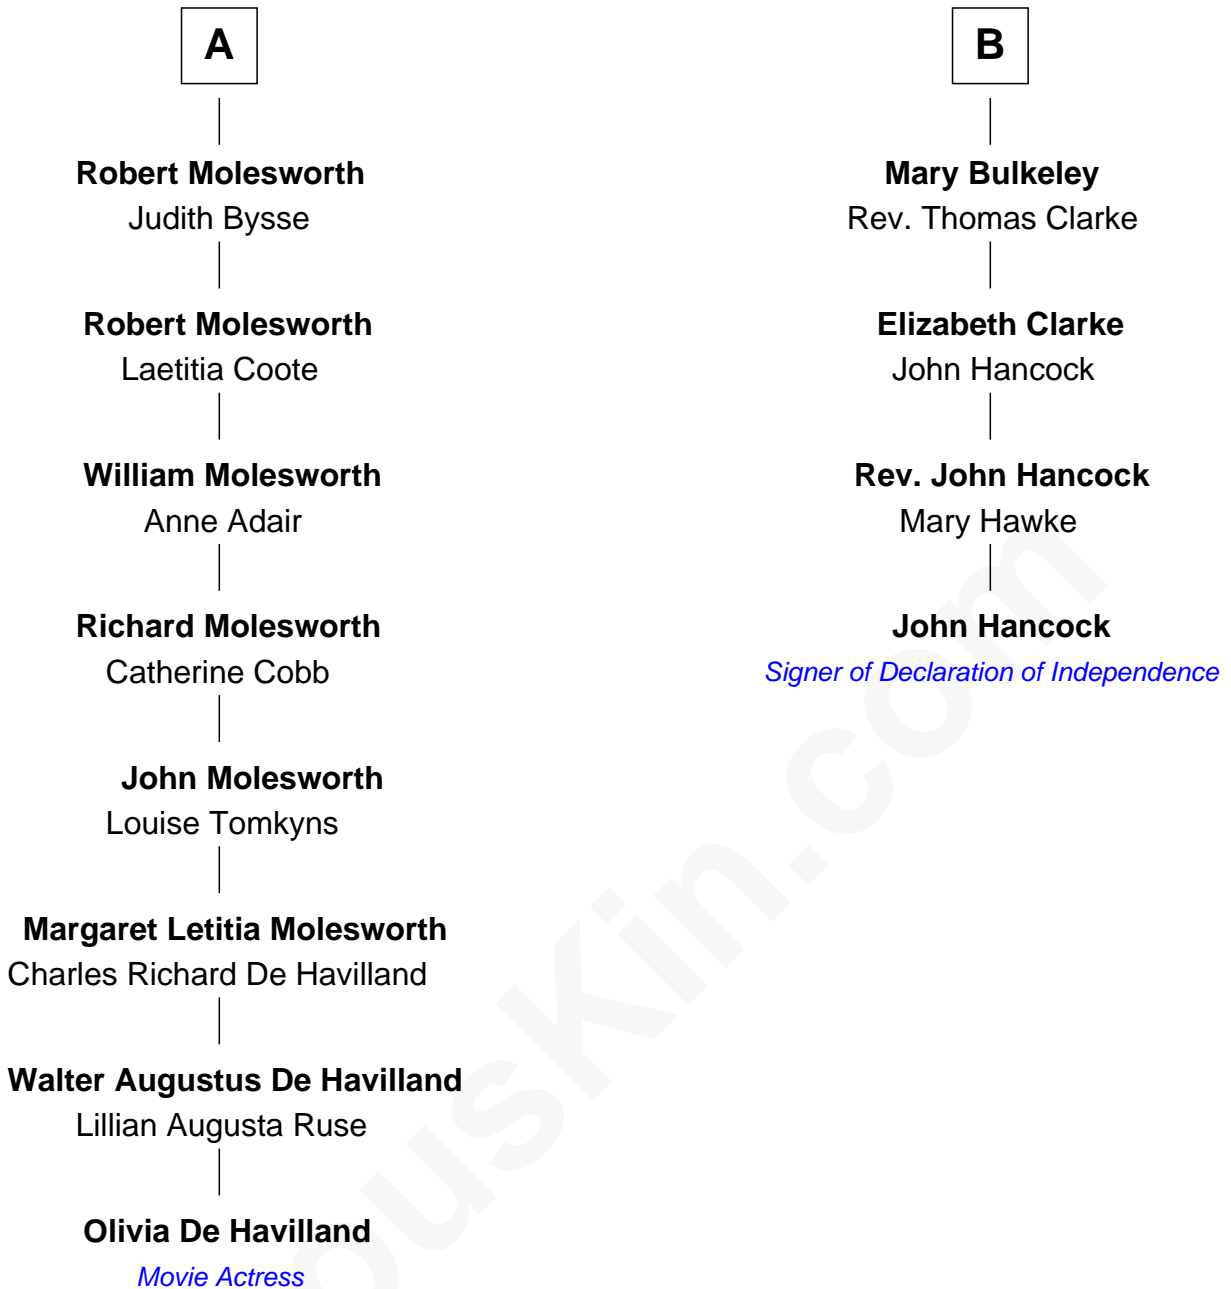 A
Robert Molesworth
Judith Bysse
Robert Molesworth
Laetitia Coote
William Molesworth
Anne Adair
Richard Molesworth
Catherine Cobb
John Molesworth
Louise Tomkyns
Margaret Letitia Molesworth
Charles Richard De Havilland
Walter Augustus De Havilland
Lillian Augusta Ruse
Olivia De Havilland
Movie Actress
B
Mary Bulkeley
Rev. Thomas Clarke
Elizabeth Clarke
John Hancock
Rev. John Hancock
Mary Hawke
John Hancock
Signer of Declaration of Independence